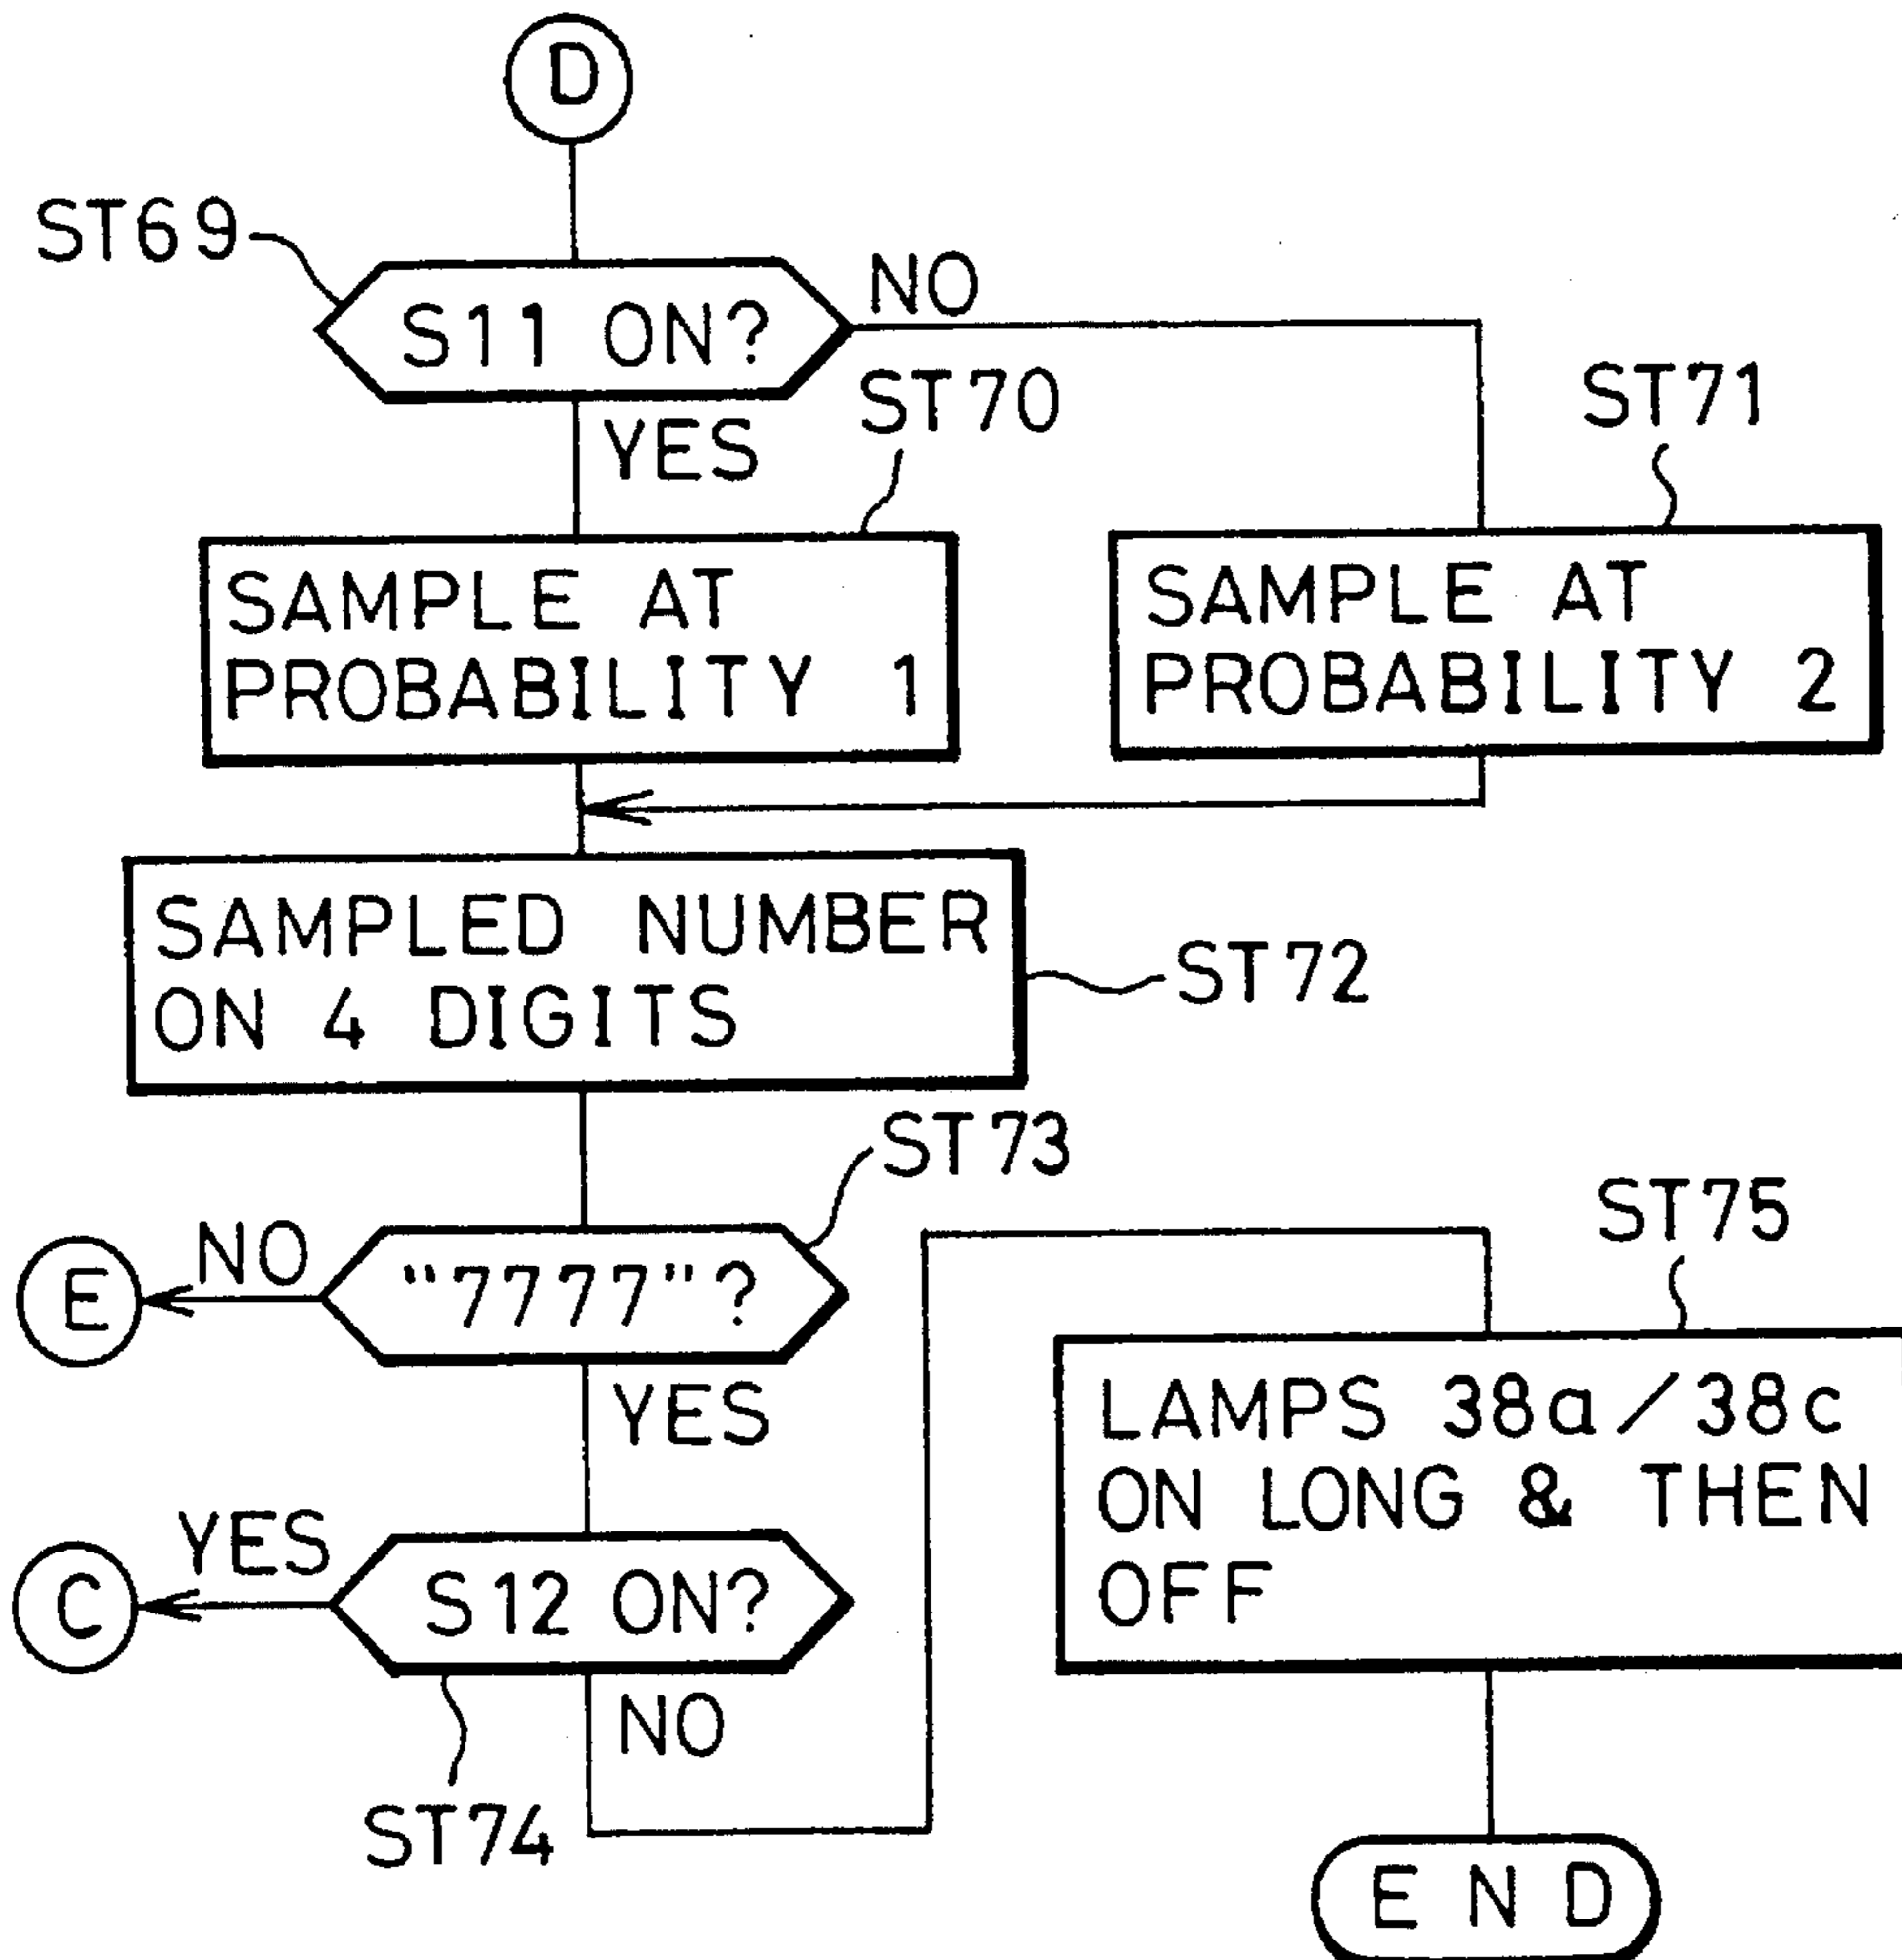 D
ST69
S11 ON?
NO
YES
ST70
ST71
SAMPLE AT
PROBABILITY 1
SAMPLE AT
PROBABILITY 2
SAMPLED NUMBER
ON 4 DIGITS
ST72
ST73
"7777"?
NO
E
YES
ST75
LAMPS 38a/38c
ON LONG & THEN
OFF
S12 ON?
YES
C
NO
ST74
END